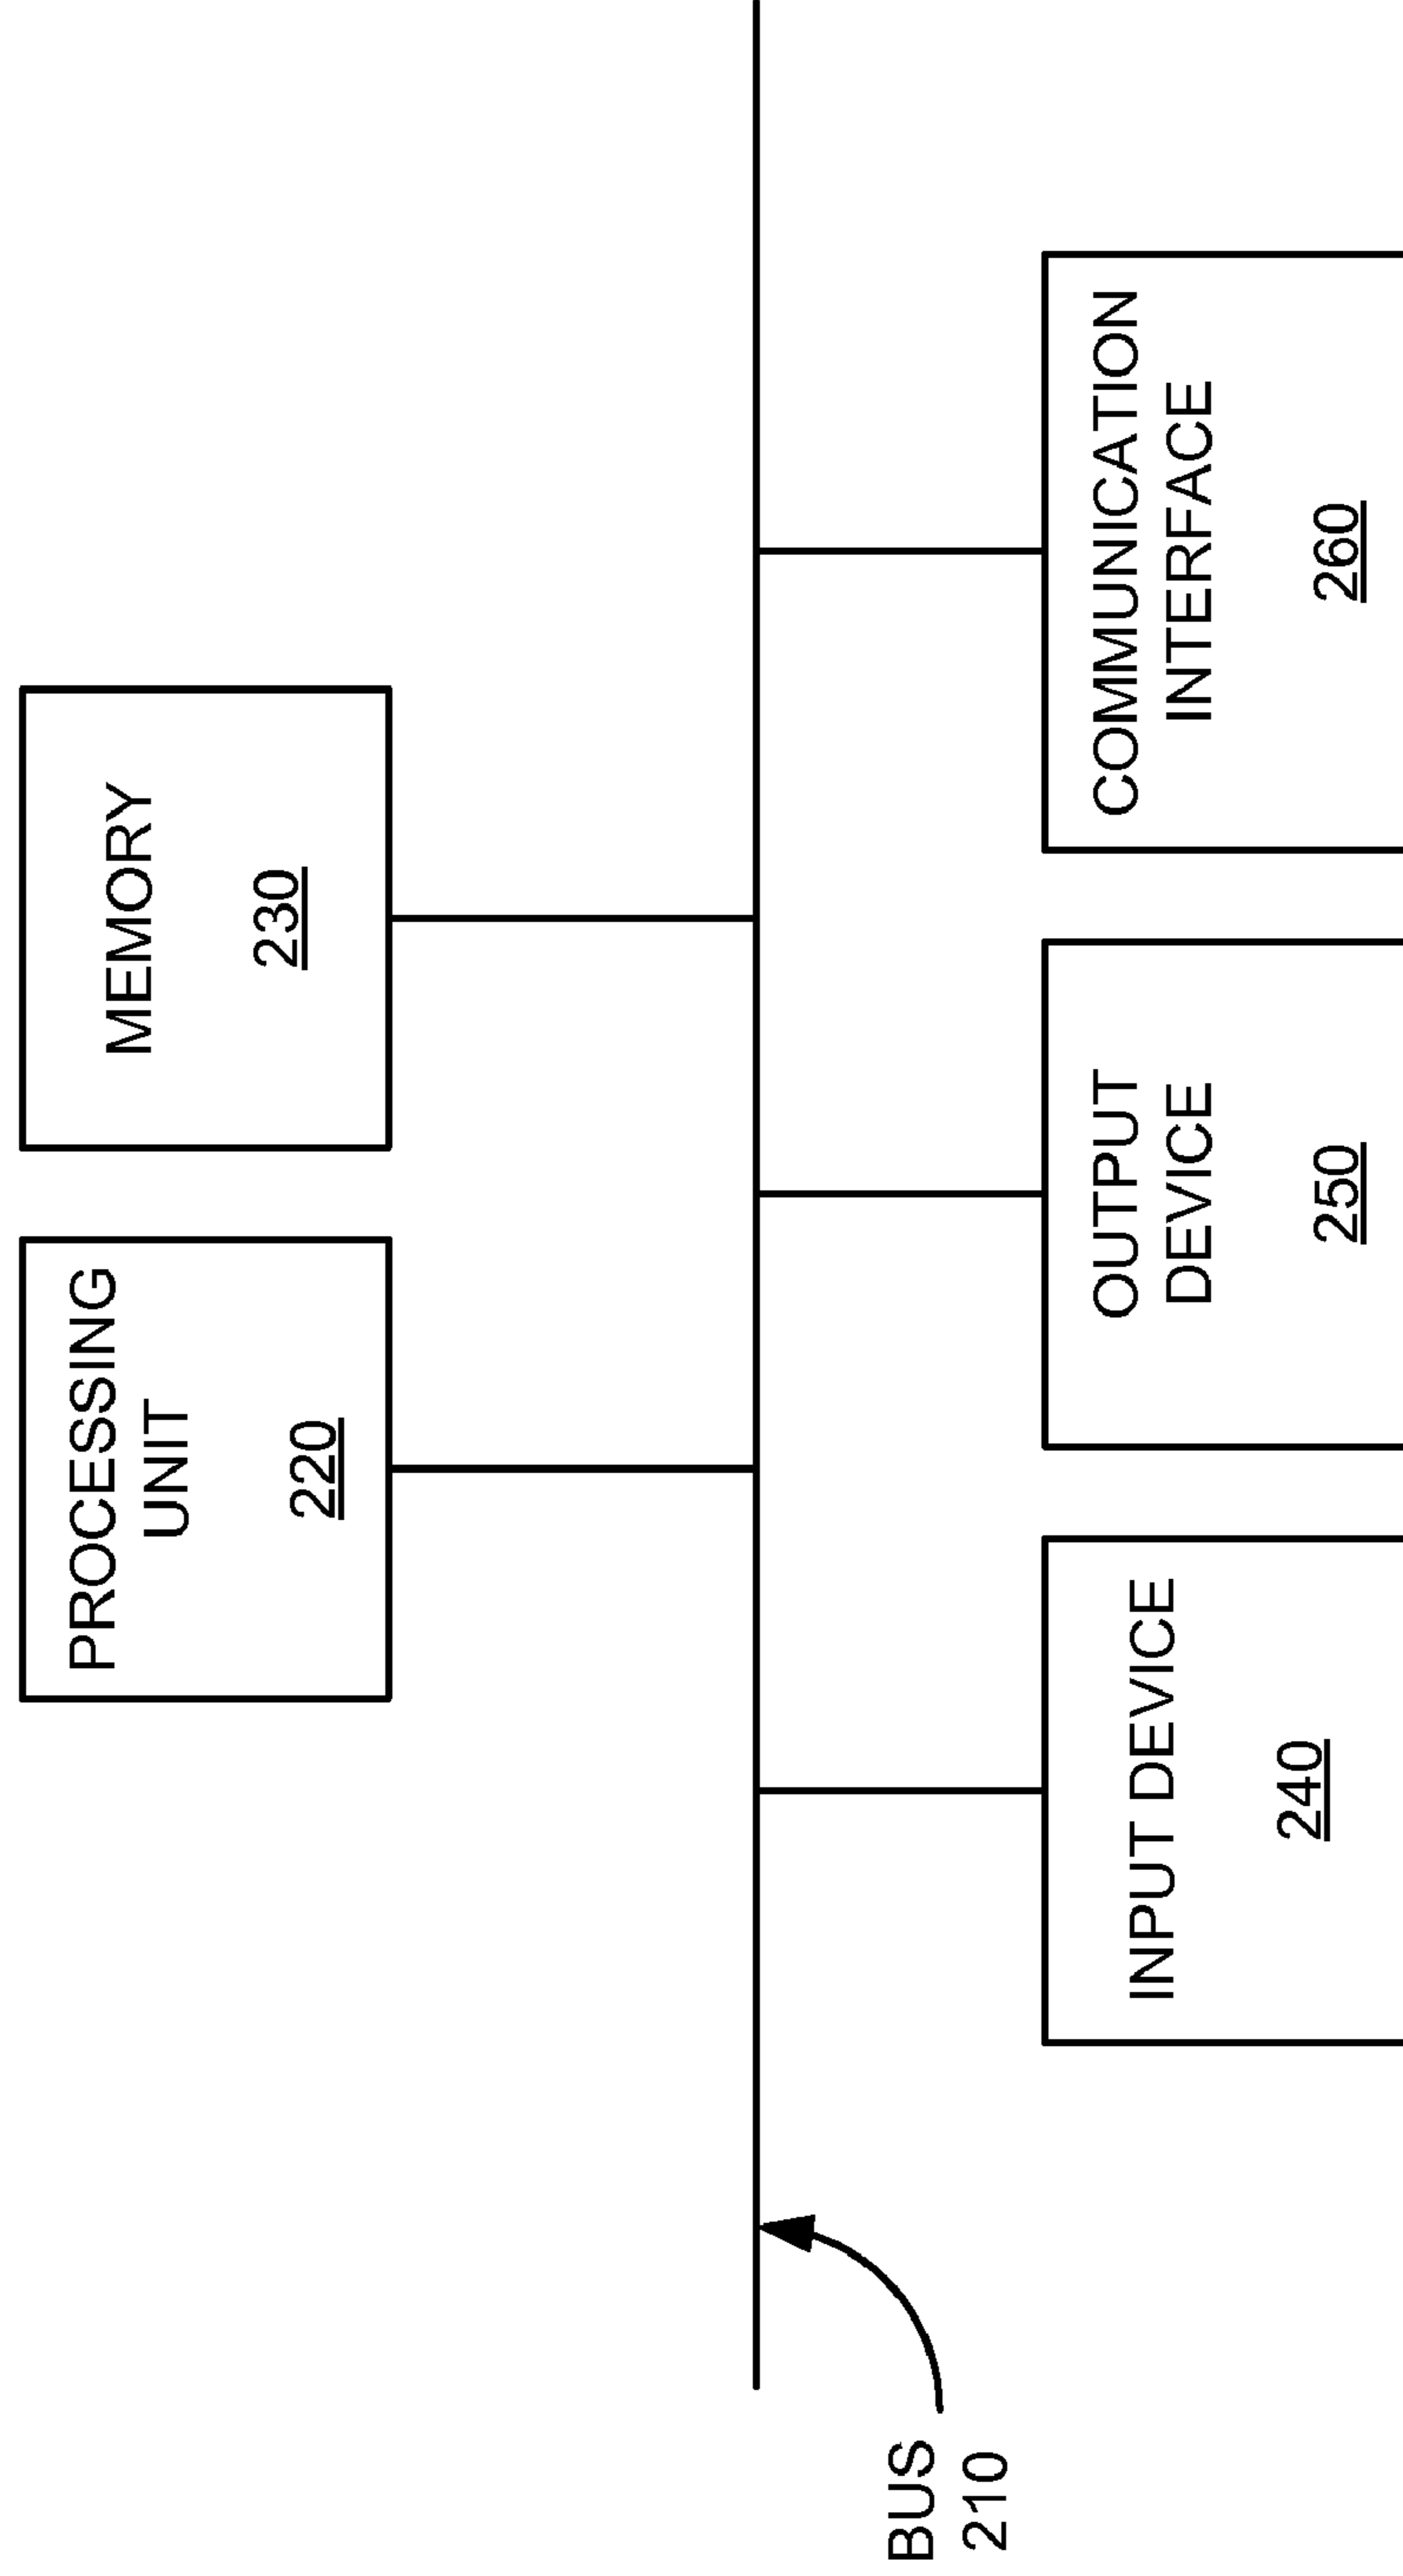 PROCESSING
UNIT
220
MEMORY
230
BUS
210
INPUT DEVICE
240
OUTPUT
DEVICE
250
COMMUNICATION
INTERFACE
260